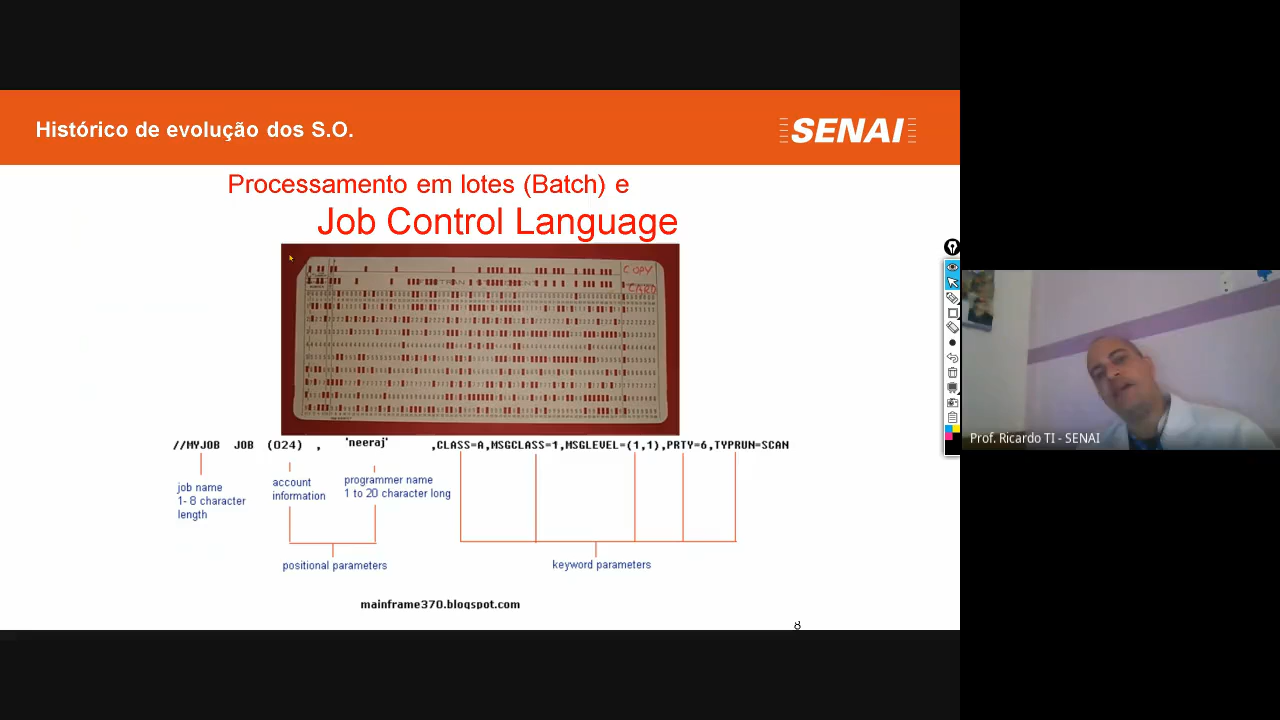 Histórico de evolução dos S.O.
SENAI
Processamento em lotes (Batch) e
Job Control Language
COPY
CARD
//MYJOB JOB (024) , 'neeraj' ,CLASS=A,MSGCLASS=1,MSGLEVEL=(1,1),PRTY=6,TYPRUN=SCAN
job name
1- 8 character
length
account
information
programmer name
1 to 20 character long
positional parameters
keyword parameters
mainframe370.blogspot.com
8
Prof. Ricardo TI - SENAI